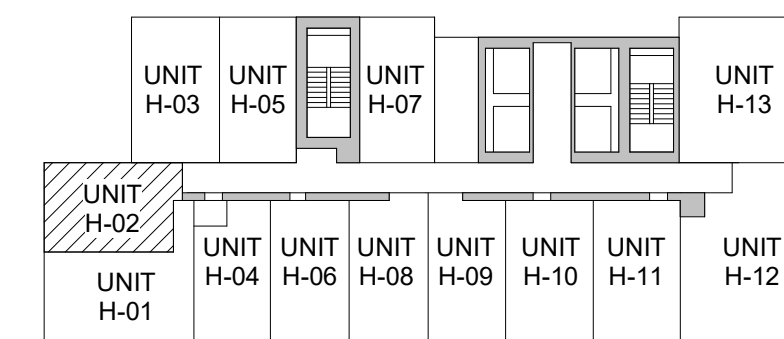 UNIT
H-03
UNIT
H-05
UNIT
H-07
UNIT
H-13
UNIT
H-02
UNIT
H-01
UNIT
H-04
UNIT
H-06
UNIT
H-08
UNIT
H-09
UNIT
H-10
UNIT
H-11
UNIT
H-12